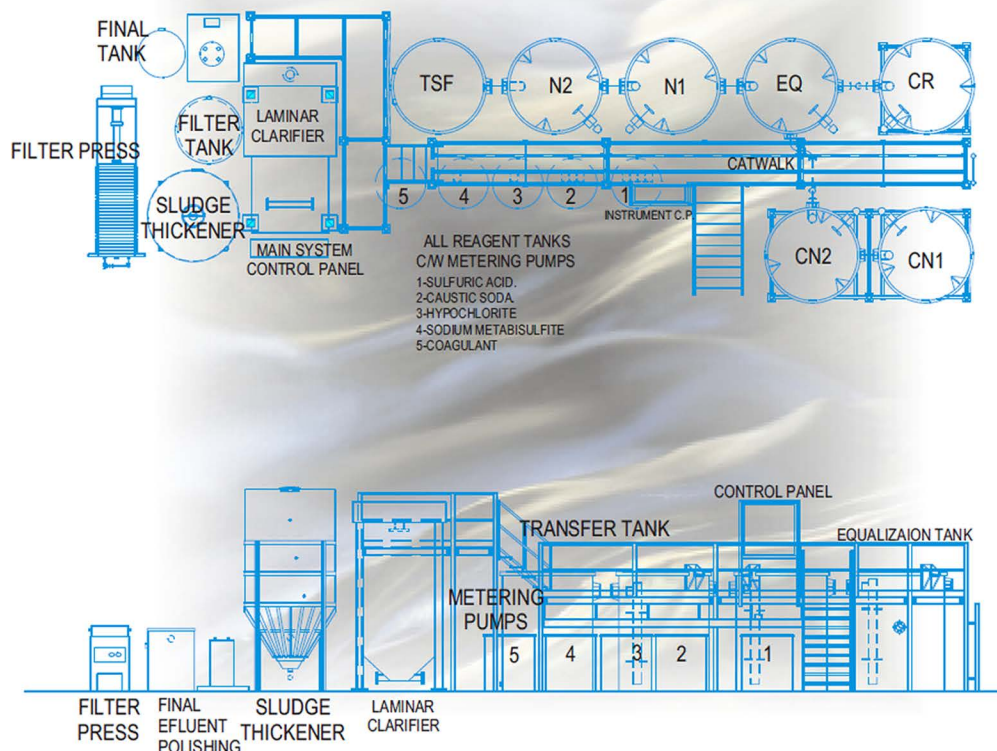 FINAL
TANK
TSF
N2
N1
EQ
CR
FILTER PRESS
FILTER
TANK
LAMINAR
CLARIFIER
CATWALK
SLUDGE
THICKENER
5
4
3
2
1
INSTRUMENT C.P.
MAIN SYSTEM
CONTROL PANEL
CN2
CN1
ALL REAGENT TANKS
C/W METERING PUMPS
1-SULFURIC ACID.
2-CAUSTIC SODA.
3-HYPOCHLORITE
4-SODIUM METABISULFITE
5-COAGULANT
CONTROL PANEL
TRANSFER TANK
EQUALIZAION TANK
METERING
PUMPS
5
4
3
2
1
FILTER
PRESS
FINAL
EFLUENT
POLISHING
SLUDGE
THICKENER
LAMINAR
CLARIFIER